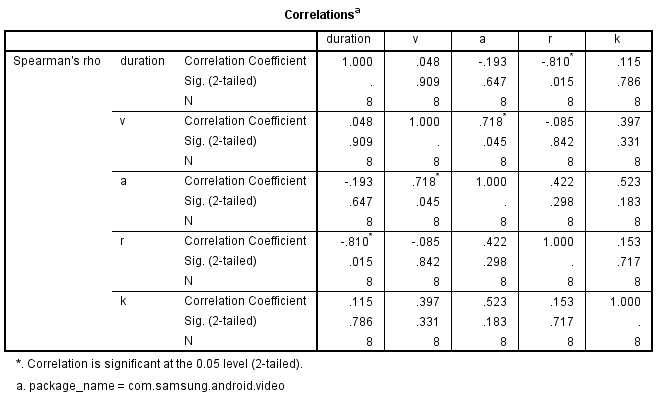 Correlationsa
duration v a r k
Spearman's rho duration Correlation Coefficient 1.000 .048 -.193 -.810* .115
Sig. (2-tailed) . .909 .647 .015 .786
N 8 8 8 8 8
v Correlation Coefficient .048 1.000 .718* -.085 .397
Sig. (2-tailed) .909 . .045 .842 .331
N 8 8 8 8 8
a Correlation Coefficient -.193 .718* 1.000 .422 .523
Sig. (2-tailed) .647 .045 . .298 .183
N 8 8 8 8 8
r Correlation Coefficient -.810* -.085 .422 1.000 .153
Sig. (2-tailed) .015 .842 .298 . .717
N 8 8 8 8 8
k Correlation Coefficient .115 .397 .523 .153 1.000
Sig. (2-tailed) .786 .331 .183 .717 .
N 8 8 8 8 8
*. Correlation is significant at the 0.05 level (2-tailed).
a. package_name = com.samsung.android.video